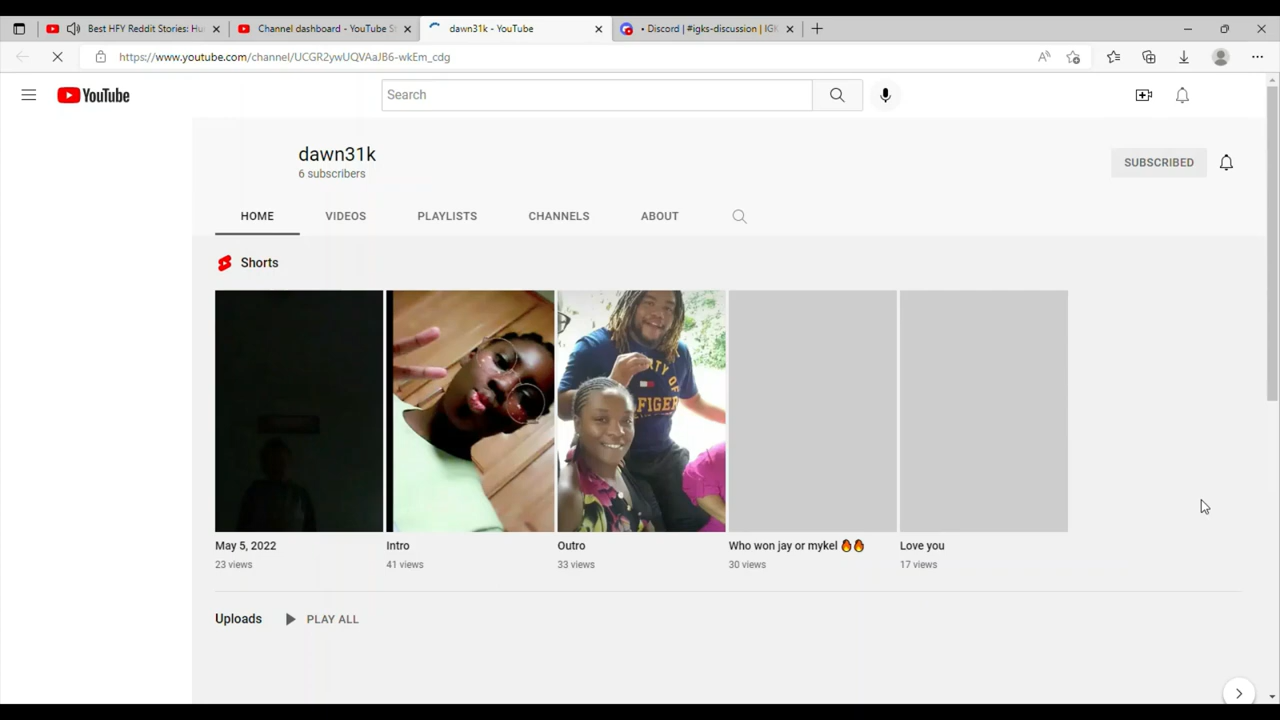 Best HFY Reddit Stories: Hu
Channel dashboard - YouTube S
dawn31k - YouTube
• Discord | #igks-discussion | IGK
https://www.youtube.com/channel/UCGR2ywUQVAaJB6-wkEm_cdg
YouTube
Search
dawn31k
6 subscribers
SUBSCRIBED
HOME
VIDEOS
PLAYLISTS
CHANNELS
ABOUT
Shorts
May 5, 2022
23 views
Intro
41 views
Outro
33 views
Who won jay or mykel 🔥🔥
30 views
Love you
17 views
Uploads
PLAY ALL